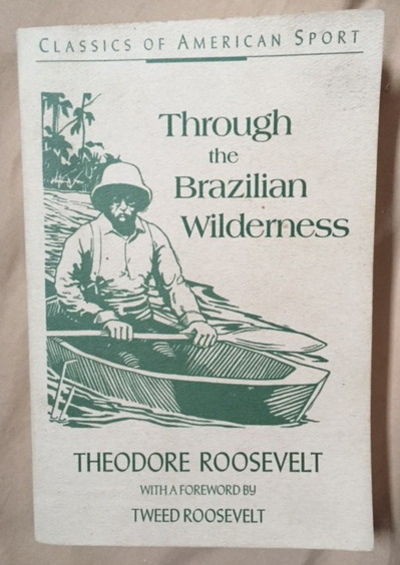 CLASSICS OF AMERICAN SPORT
Through
the
Brazilian
Wilderness
THEODORE ROOSEVELT
WITH A FOREWORD BY
TWEED ROOSEVELT